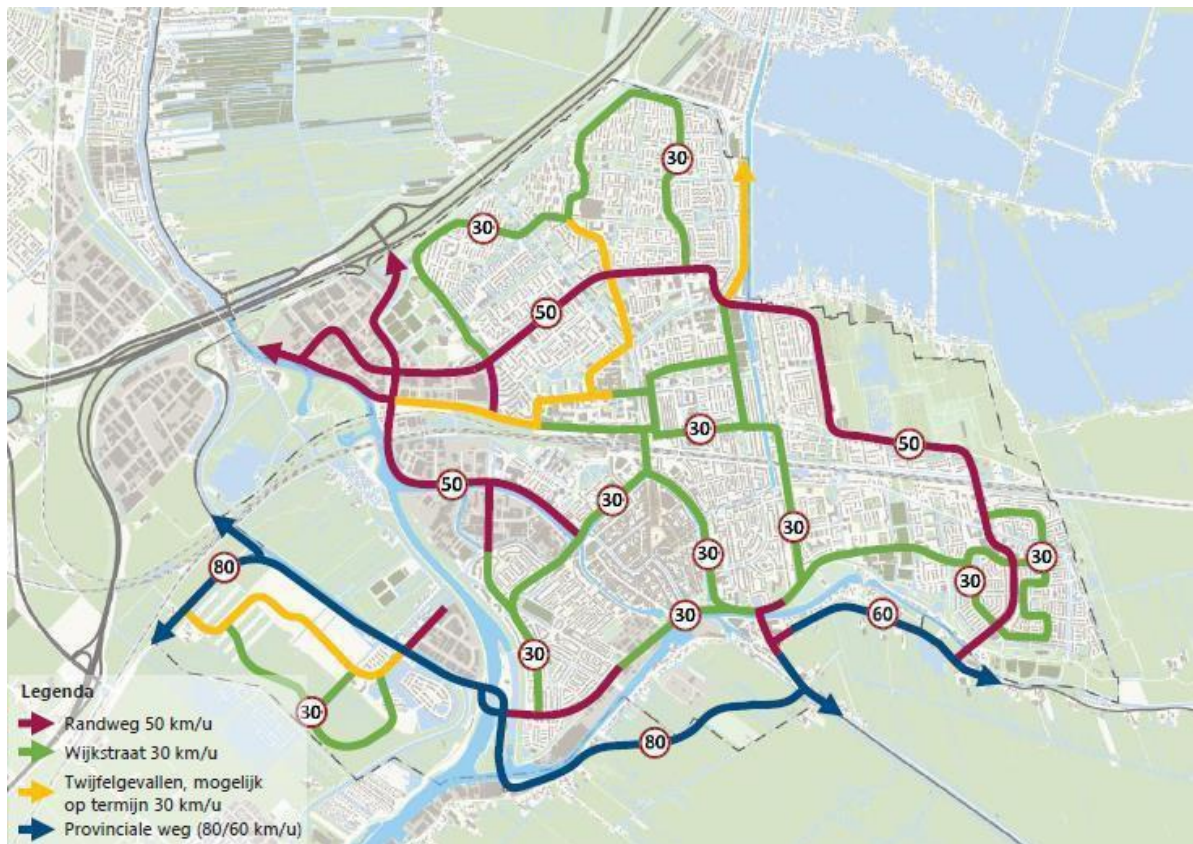 30
30
50
50
30
50
30
30
30
30
30
80
30
60
30
30
80
Legenda
Randweg 50 km/u
Wijkstraat 30 km/u
Twijfelgevallen, mogelijk
op termijn 30 km/u
Provinciale weg (80/60 km/u)